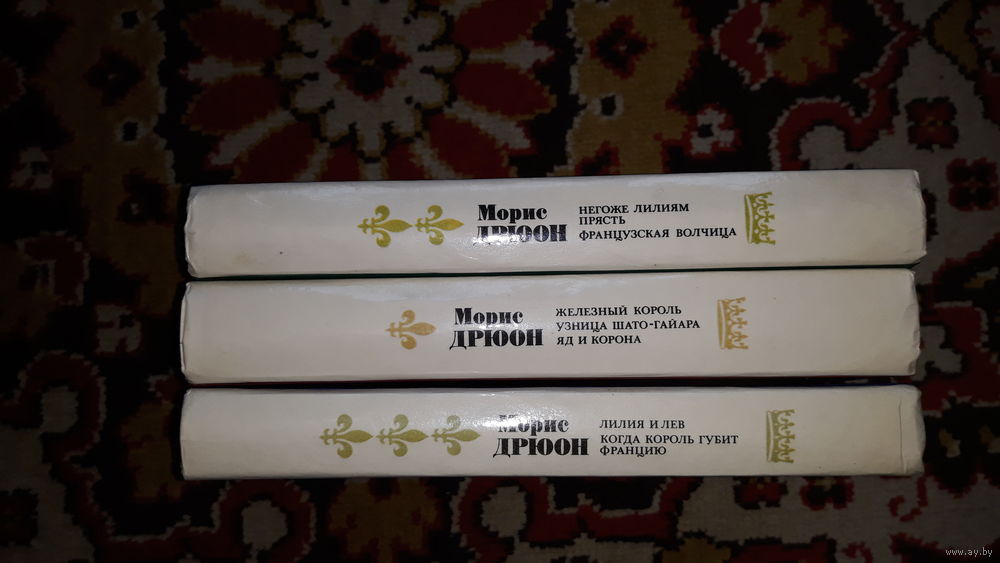 Морис
ДРЮОН
НЕГОЖЕ ЛИЛИЯМ
ПРЯСТЬ
ФРАНЦУЗСКАЯ ВОЛЧИЦА
Морис
ДРЮОН
ЖЕЛЕЗНЫЙ КОРОЛЬ
УЗНИЦА ШАТО-ГАЙАРА
ЯД И КОРОНА
Морис
ДРЮОН
ЛИЛИЯ И ЛЕВ
КОГДА КОРОЛЬ ГУБИТ
ФРАНЦИЮ
www.ay.by